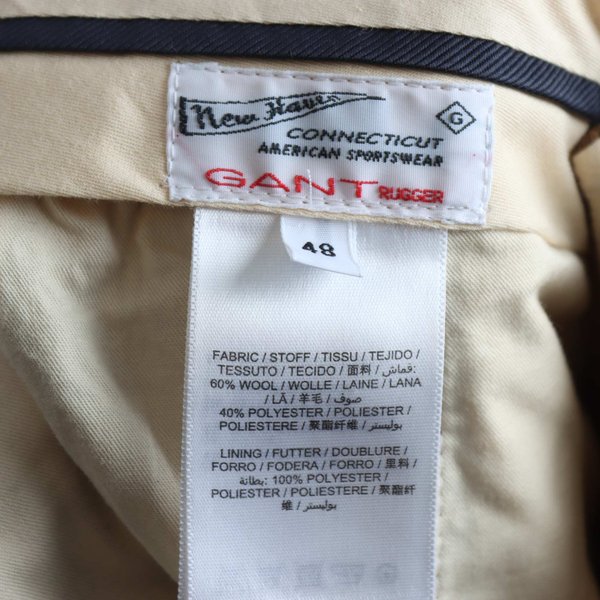 New Haven
G
CONNECTICUT
AMERICAN SPORTSWEAR
GANT RUGGER
48
FABRIC / STOFF / TISSU / TEJIDO /
TESSUTO / TECIDO / 面料 / قماش:
60% WOOL / WOLLE / LAINE / LANA
/ LÃ / 羊毛 / صوف
40% POLYESTER / POLIESTER
/ POLIESTERE / 聚酯纤维 / بوليستر
LINING / FUTTER / DOUBLURE /
FORRO / FODERA / FORRO / 里料 /
بطانة: 100% POLYESTER /
POLIESTER / POLIESTERE / 聚酯纤
维 / بوليستر